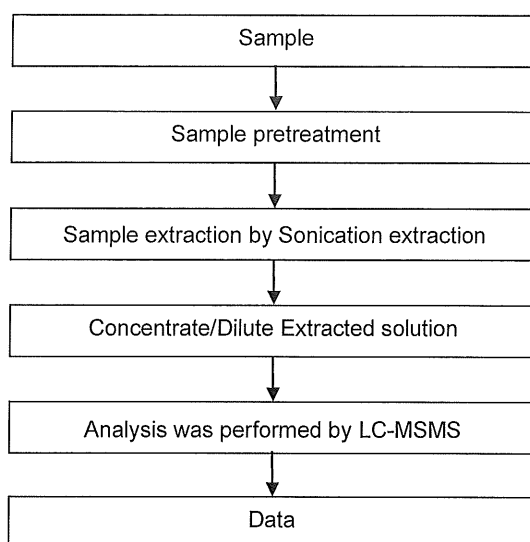 Sample
Sample pretreatment
Sample extraction by Sonication extraction
Concentrate/Dilute Extracted solution
Analysis was performed by LC-MSMS
Data